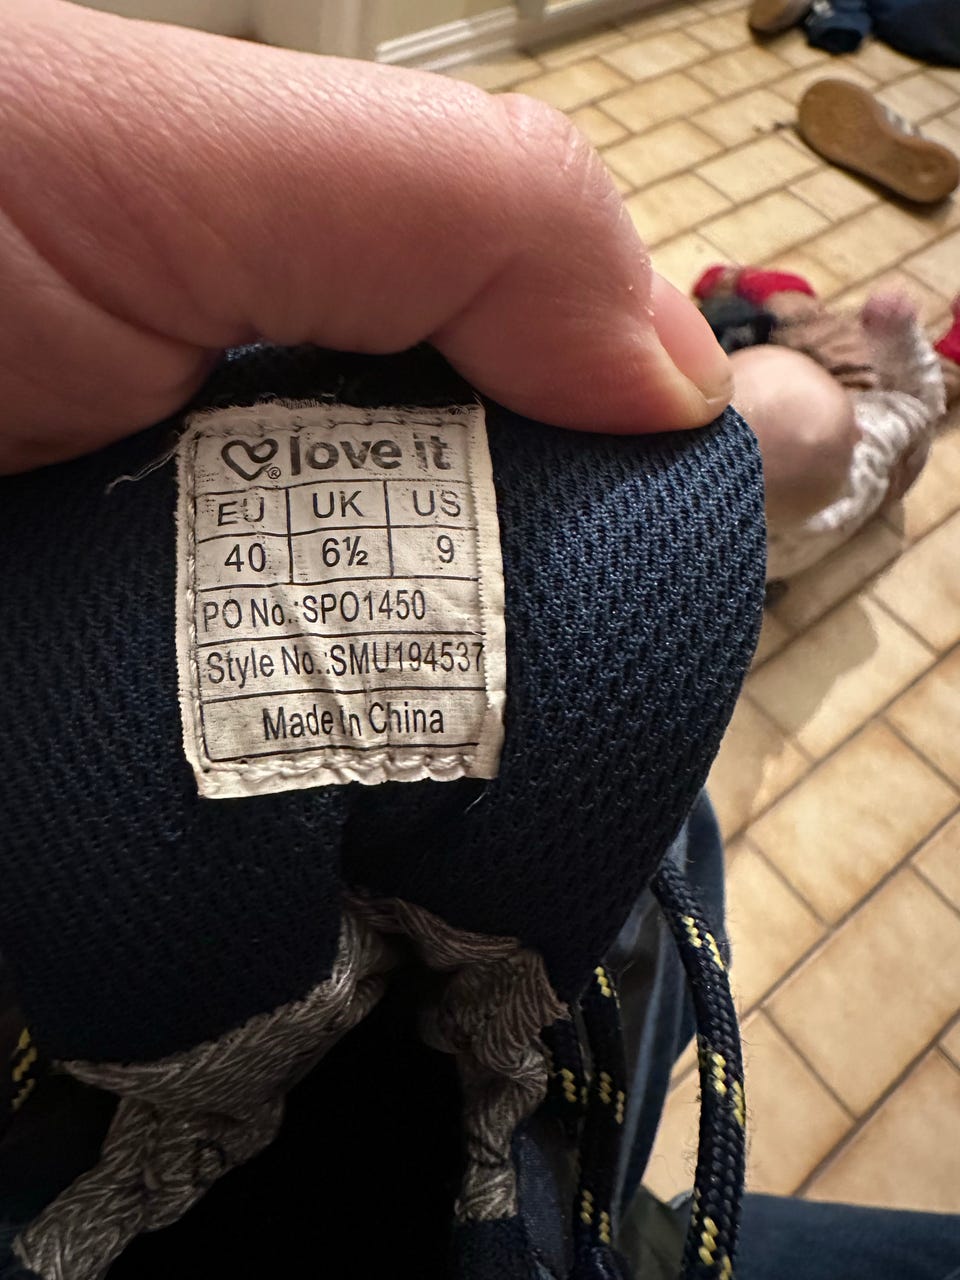 love it®
EU UK US
40 6½ 9
PO No.:SPO1450
Style No.:SMU194537
Made in China